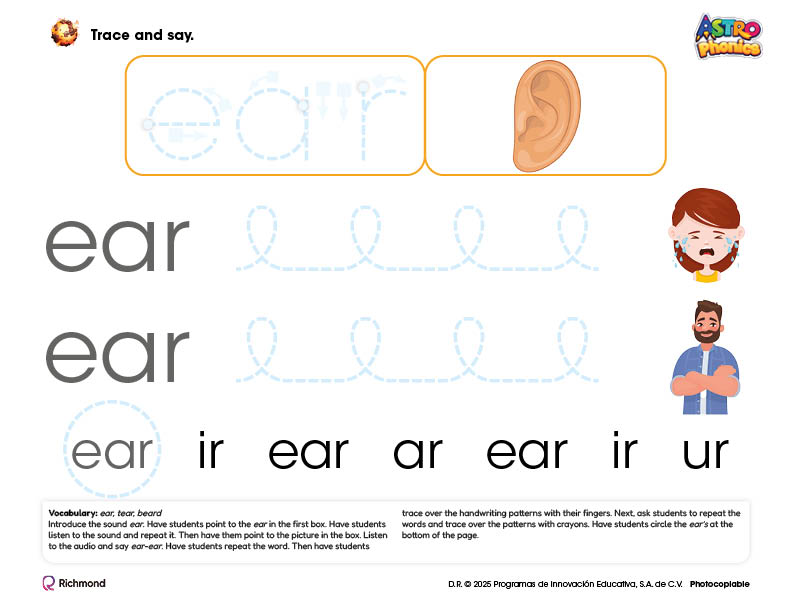 Trace and say.
ASTRO
Phonics
ear
ear
ear
ear ir ear ar ear ir ur
Vocabulary: ear, tear, beard
Introduce the sound ear. Have students point to the ear in the first box. Have students
listen to the sound and repeat it. Then have them point to the picture in the box. Listen
to the audio and say ear-ear. Have students repeat the word. Then have students
trace over the handwriting patterns with their fingers. Next, ask students to repeat the
words and trace over the patterns with crayons. Have students circle the ear's at the
bottom of the page.
Richmond
D.R. © 2025 Programas de Innovación Educativa, S.A. de C.V. Photocopiable